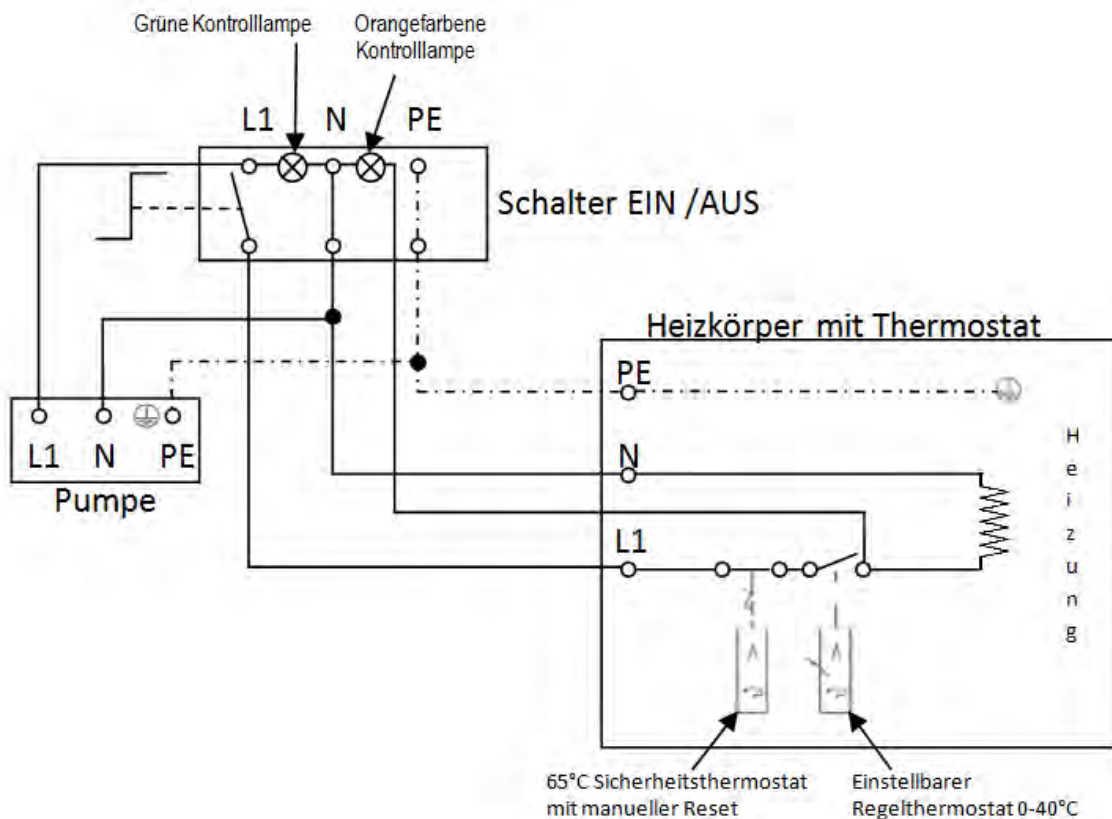 Grüne Kontrolllampe
Orangefarbene
Kontrolllampe
L1 N PE
Schalter EIN /AUS
Heizkörper mit Thermostat
PE
N
L1
L1 N PE
Pumpe
Heizung
65°C Sicherheitsthermostat
mit manueller Reset
Einstellbarer
Regelthermostat 0-40°C